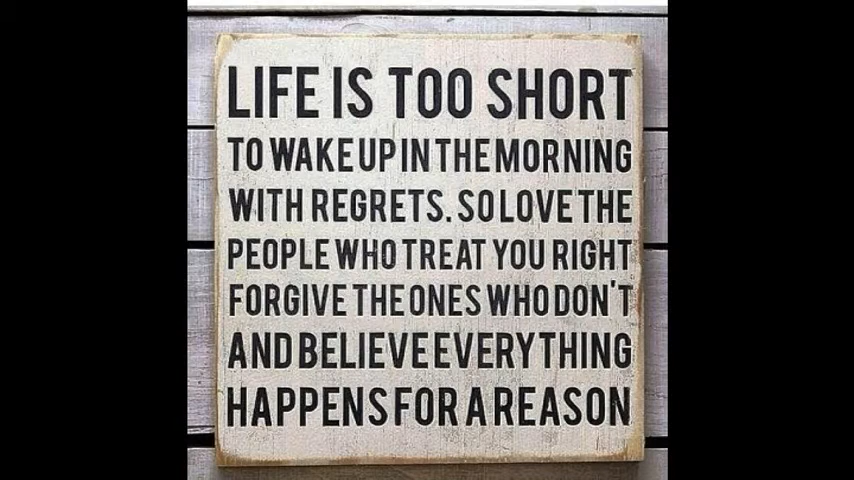 LIFE IS TOO SHORT
TO WAKE UP IN THE MORNING
WITH REGRETS. SO LOVE THE
PEOPLE WHO TREAT YOU RIGHT
FORGIVE THE ONES WHO DON'T
AND BELIEVE EVERYTHING
HAPPENS FOR A REASON